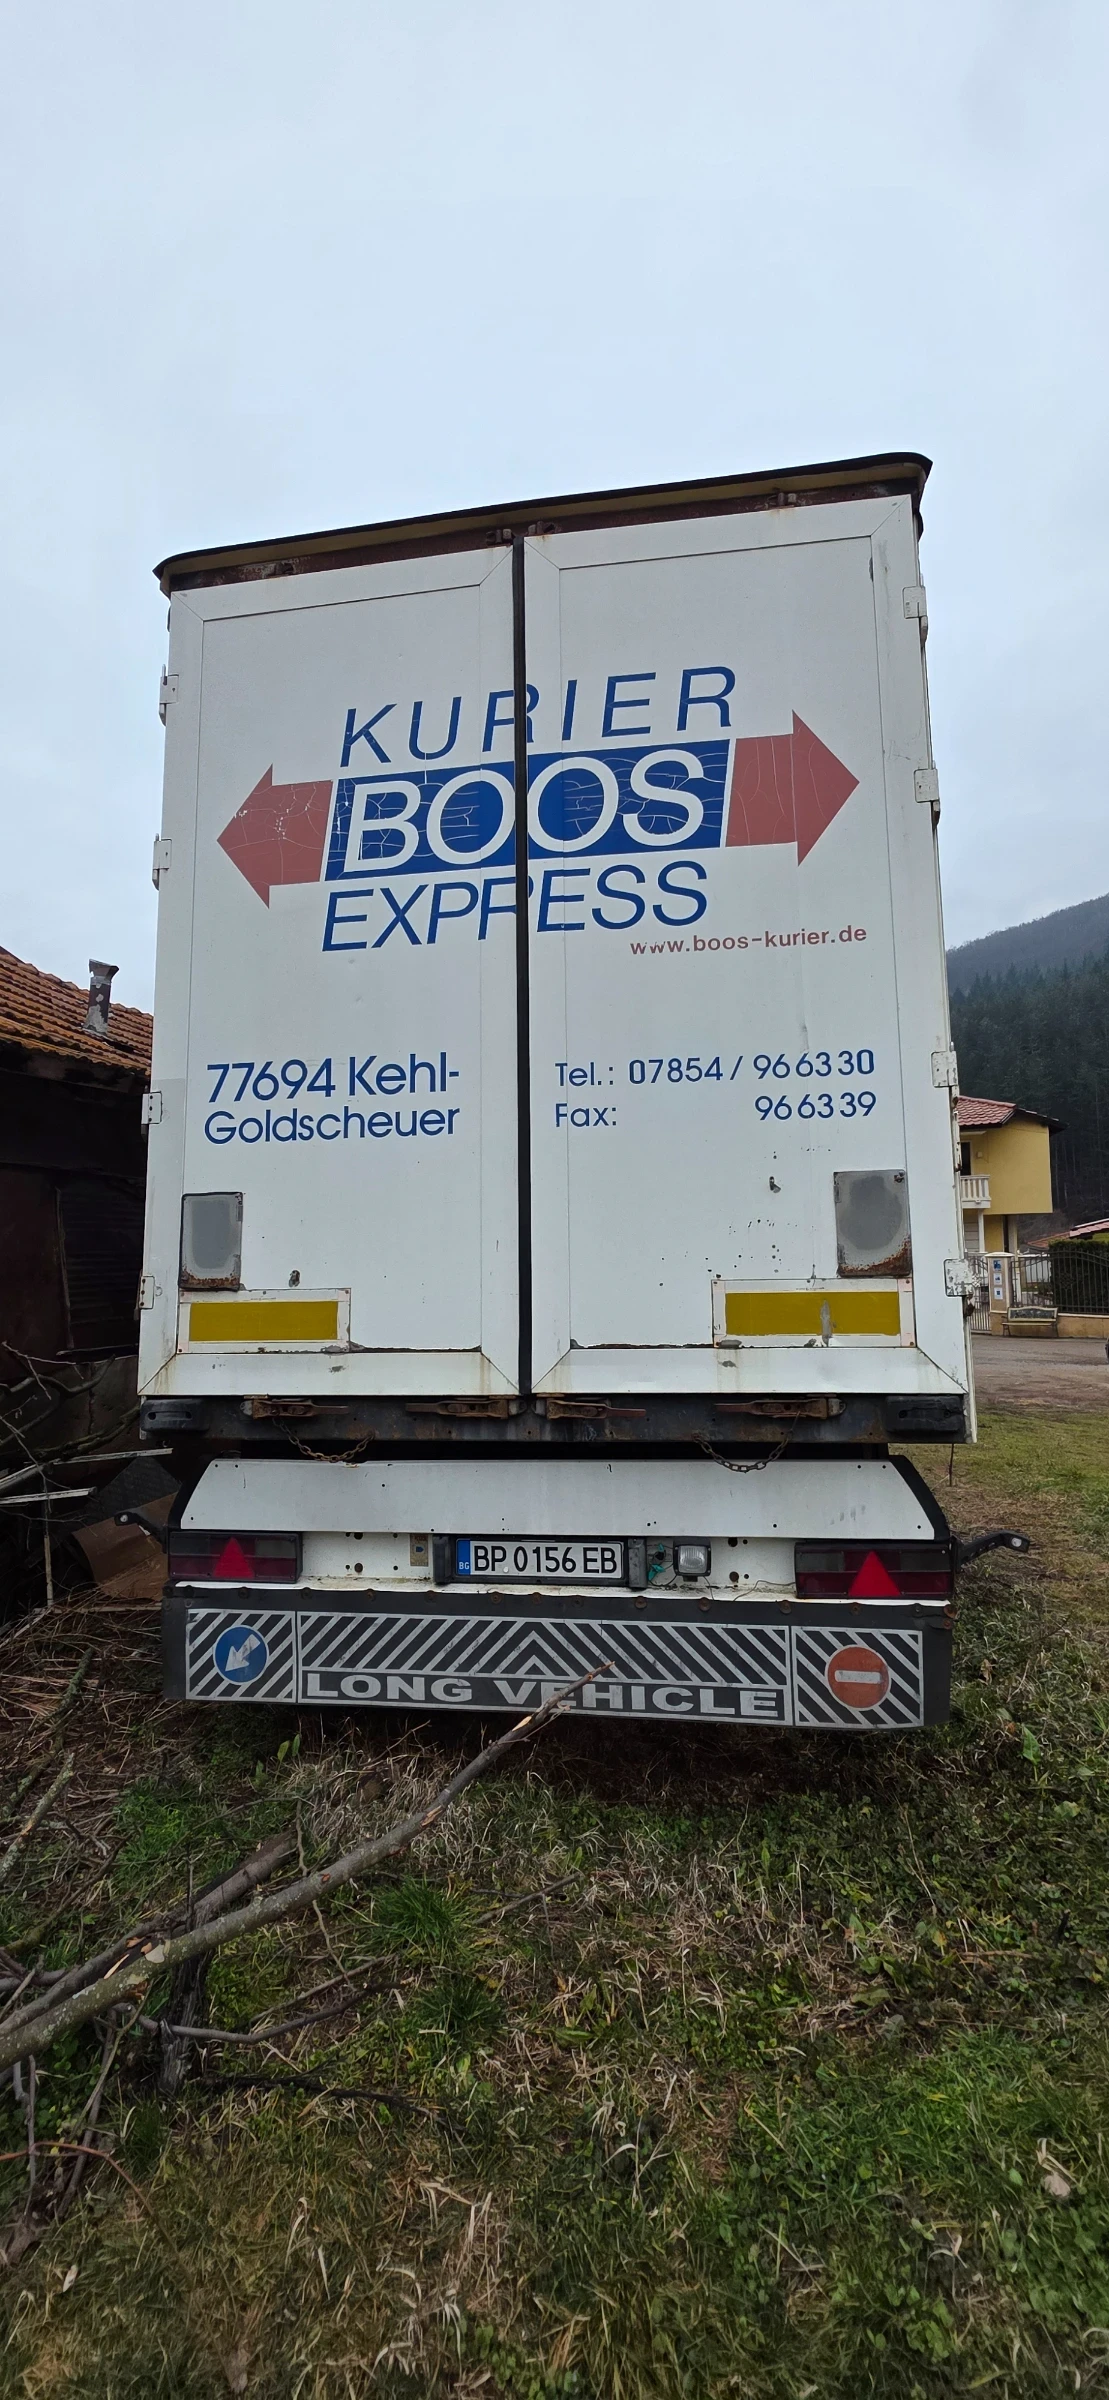 KURIER
BOOS
EXPRESS
www.boos-kurier.de
77694 Kehl-
Goldscheuer
Tel.: 07854 / 966330
Fax: 966339
BG BP 0156 EB
LONG VEHICLE